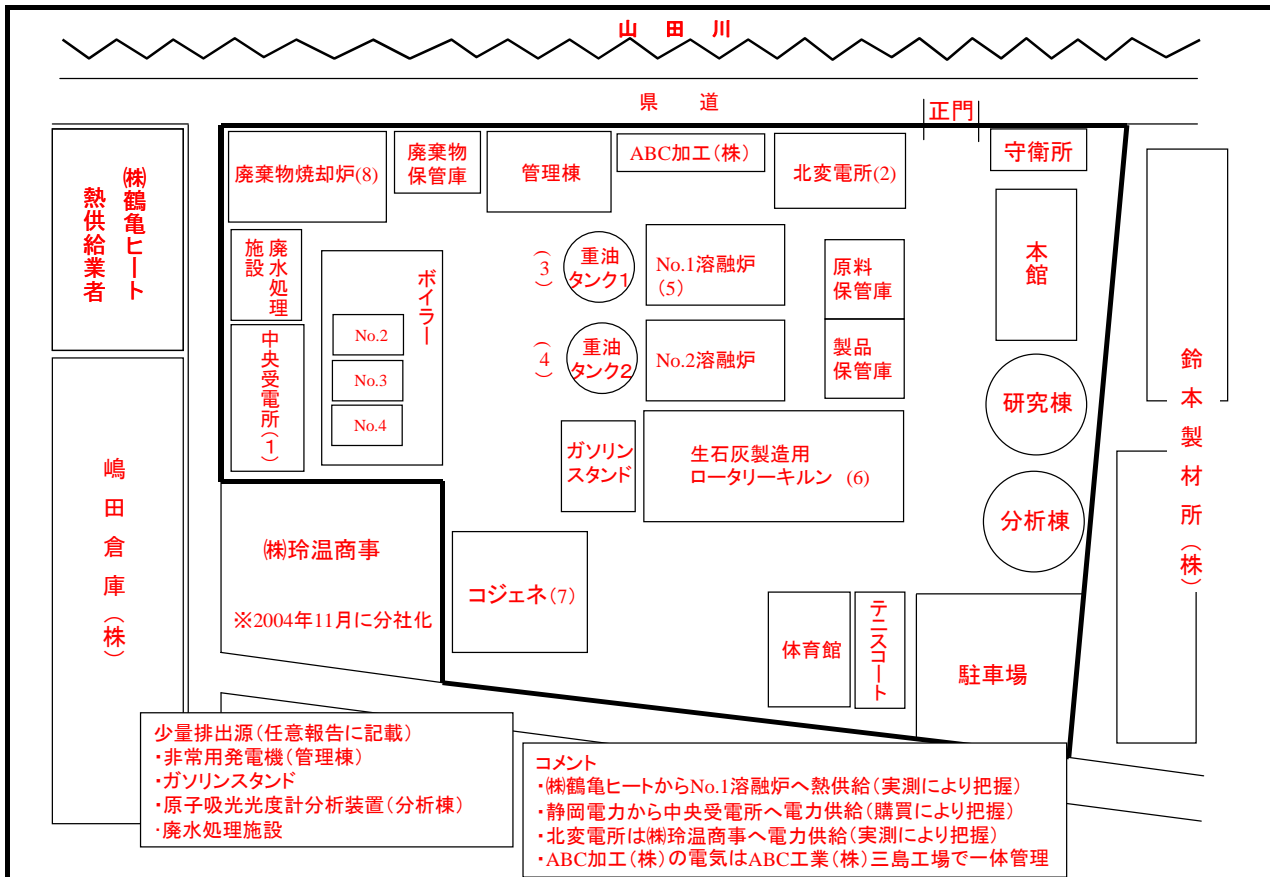 山 田 川
県 道
正門
㈱鶴亀ヒート
熱供給業者
廃棄物焼却炉(8)
廃棄物
保管庫
管理棟
ABC加工(株)
北変電所(2)
守衛所
廃水処理
施設
ボイラー
No.2
No.3
No.4
中央受電所(１)
(3)
重油
タンク1
No.1溶融炉
(5)
原料
保管庫
本館
(4)
重油
タンク2
No.2溶融炉
製品
保管庫
研究棟
鈴本製材所(株)
嶋田倉庫(株)
ガソリン
スタンド
生石灰製造用
ロータリーキルン (6)
分析棟
㈱玲温商事
※2004年11月に分社化
コジェネ(7)
体育館
テニスコート
駐車場
少量排出源(任意報告に記載)
・非常用発電機(管理棟)
・ガソリンスタンド
・原子吸光光度計分析装置(分析棟)
・廃水処理施設
コメント
・㈱鶴亀ヒートからNo.1溶融炉へ熱供給(実測により把握)
・静岡電力から中央受電所へ電力供給(購買により把握)
・北変電所は㈱玲温商事へ電力供給(実測により把握)
・ABC加工(株)の電気はABC工業(株)三島工場で一体管理